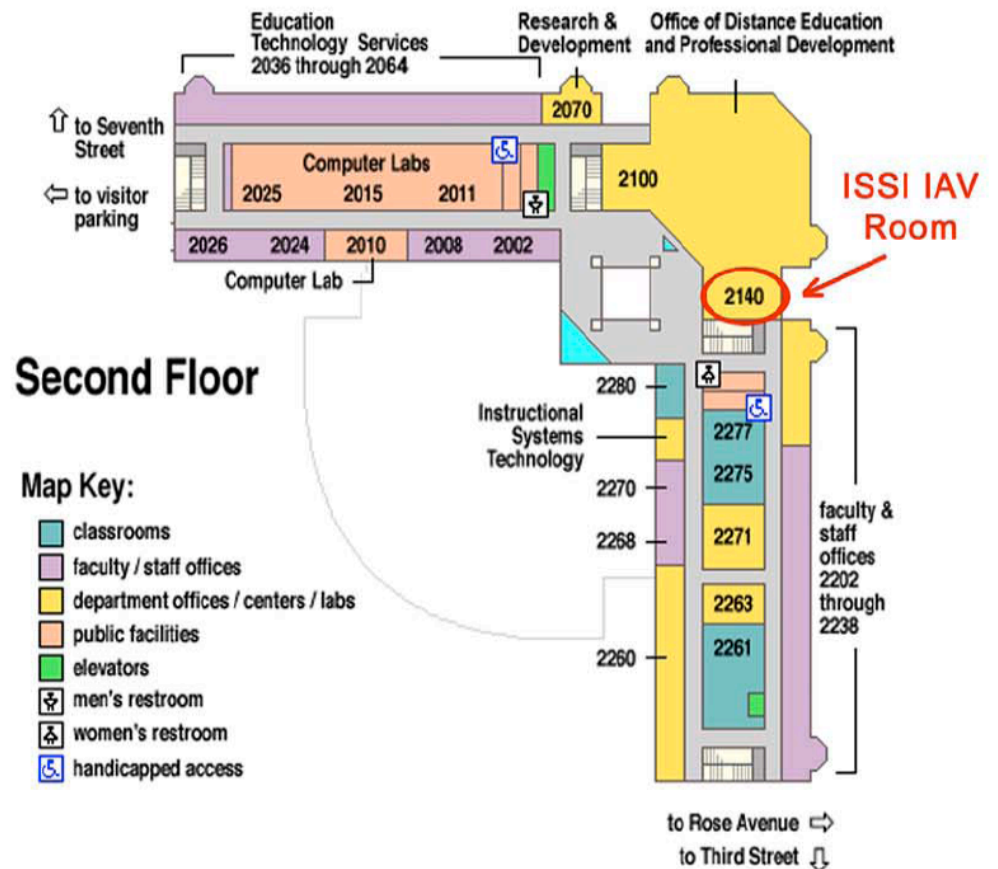 Education
Technology Services
2036 through 2064
Research &
Development
Office of Distance Education
and Professional Development
to Seventh
Street
to visitor
parking
2070
Computer Labs
2025 2015 2011
2100
ISSI IAV
Room
2026 2024 2010 2008 2002
Computer Lab
2140
Second Floor
2280
Instructional
Systems
Technology
2277
2275
2270
2271
2268
2263
2261
2260
faculty &
staff
offices
2202
through
2238
Map Key:
classrooms
faculty / staff offices
department offices / centers / labs
public facilities
elevators
men's restroom
women's restroom
handicapped access
to Rose Avenue
to Third Street